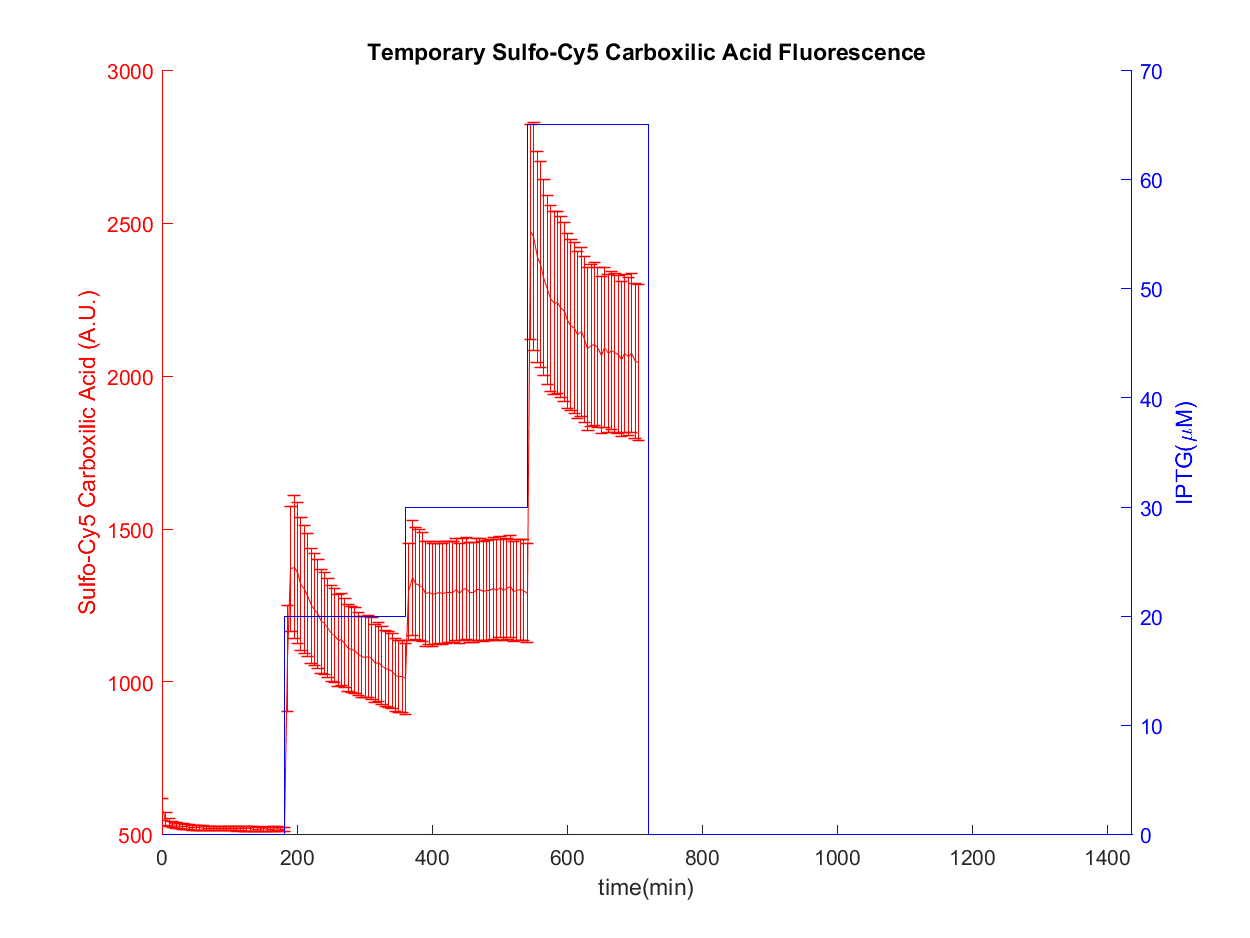 Temporary Sulfo-Cy5 Carboxilic Acid Fluorescence
3000
2500
2000
1500
1000
500
Sulfo-Cy5 Carboxilic Acid (A.U.)
70
60
50
40
30
20
10
0
IPTG(μM)
0 200 400 600 800 1000 1200 1400
time(min)